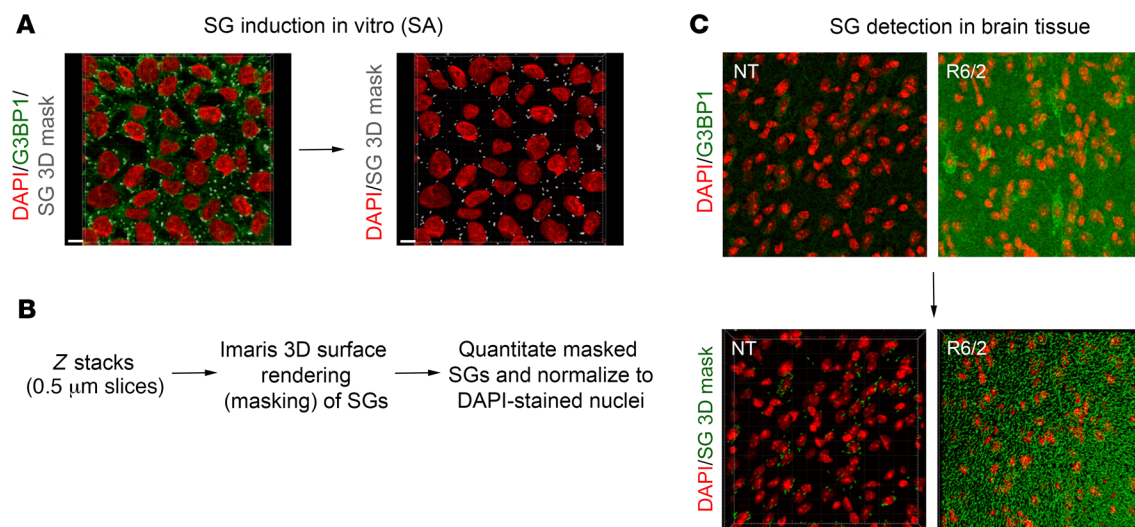 A
SG induction in vitro (SA)
DAPI/G3BP1/
SG 3D mask
DAPI/SG 3D mask
B
Z stacks
(0.5 μm slices)
Imaris 3D surface
rendering
(masking) of SGs
Quantitate masked
SGs and normalize to
DAPI-stained nuclei
C
SG detection in brain tissue
DAPI/G3BP1
NT
R6/2
DAPI/SG 3D mask
NT
R6/2